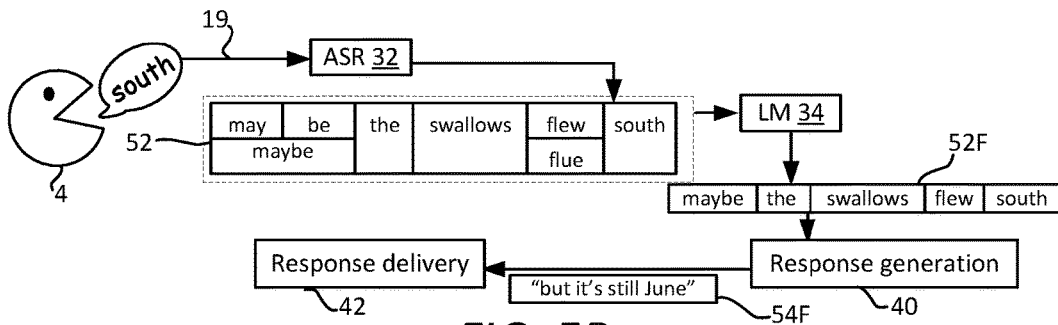 19
south
ASR 32
may be the swallows flew south
maybe
flue
52
4
LM 34
52F
maybe the swallows flew south
Response delivery
42
"but it's still June"
54F
Response generation
40